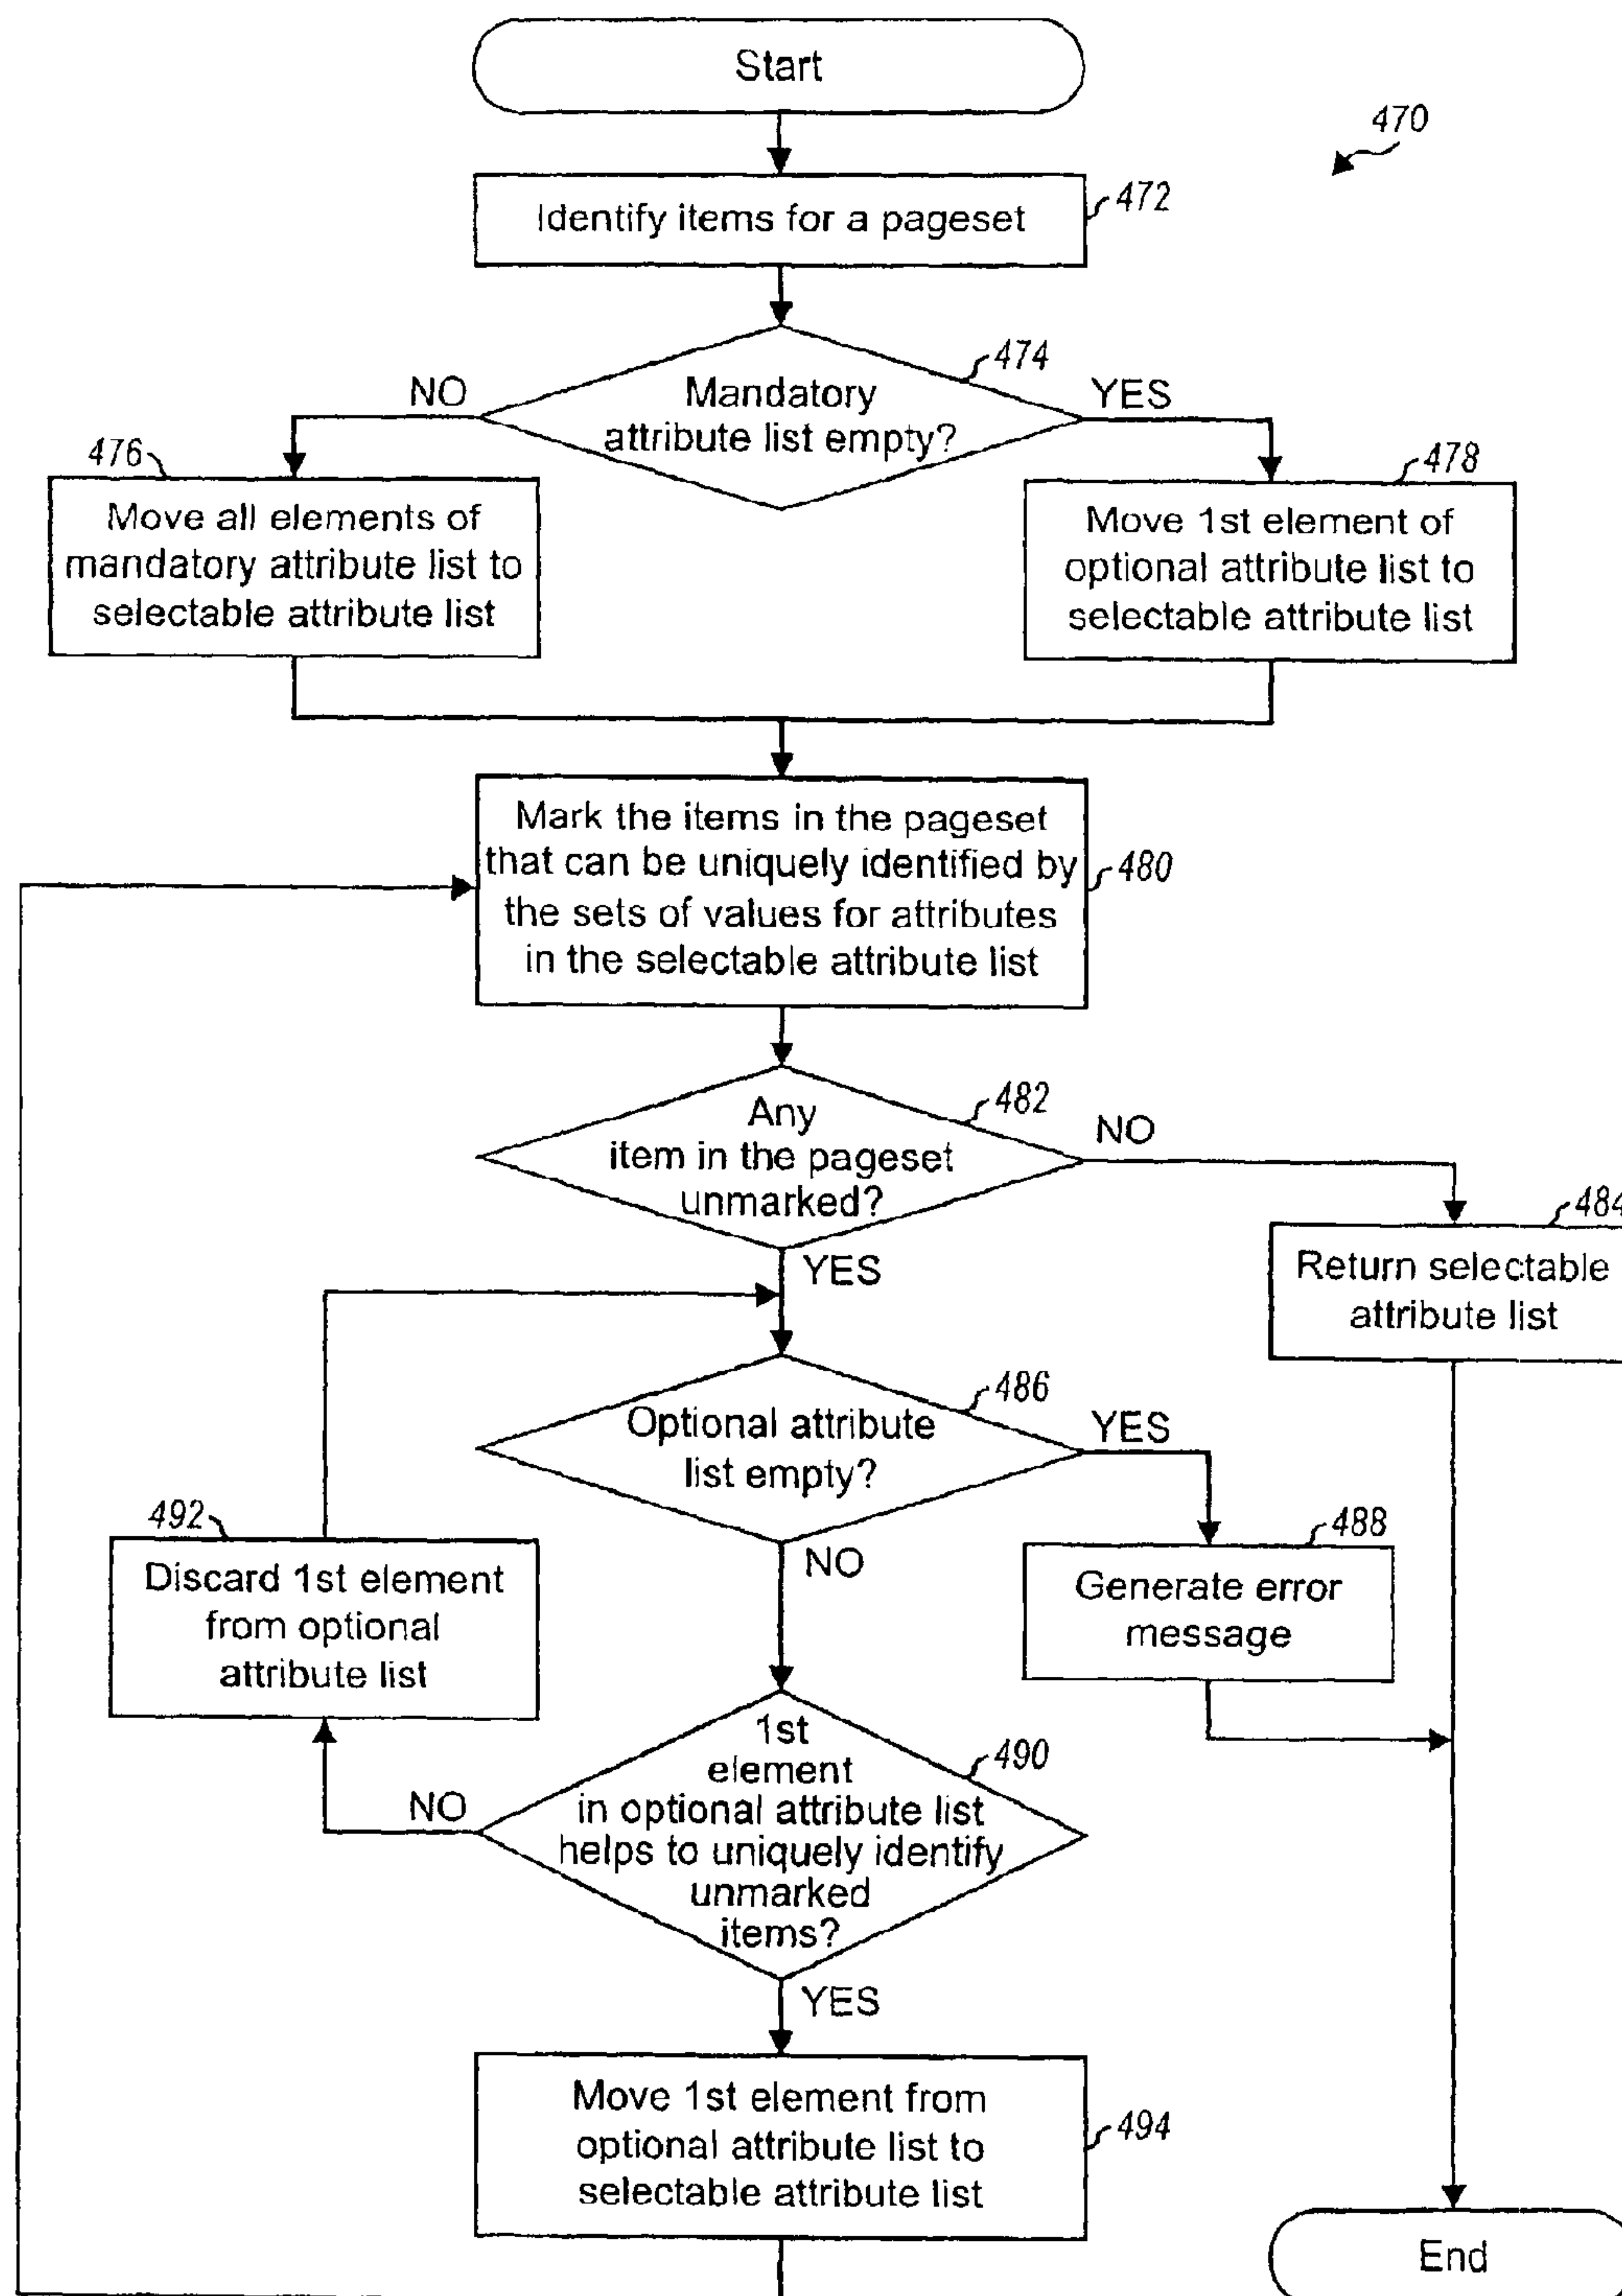 Start
470
Identify items for a pageset
472
474
Mandatory
attribute list empty?
NO
YES
476
Move all elements of
mandatory attribute list to
selectable attribute list
478
Move 1st element of
optional attribute list to
selectable attribute list
Mark the items in the pageset
that can be uniquely identified by
the sets of values for attributes
in the selectable attribute list
480
482
Any
item in the pageset
unmarked?
NO
YES
484
Return selectable
attribute list
486
Optional attribute
list empty?
YES
NO
488
Generate error
message
492
Discard 1st element
from optional
attribute list
490
1st
element
in optional attribute list
helps to uniquely identify
unmarked
items?
NO
YES
Move 1st element from
optional attribute list to
selectable attribute list
494
End